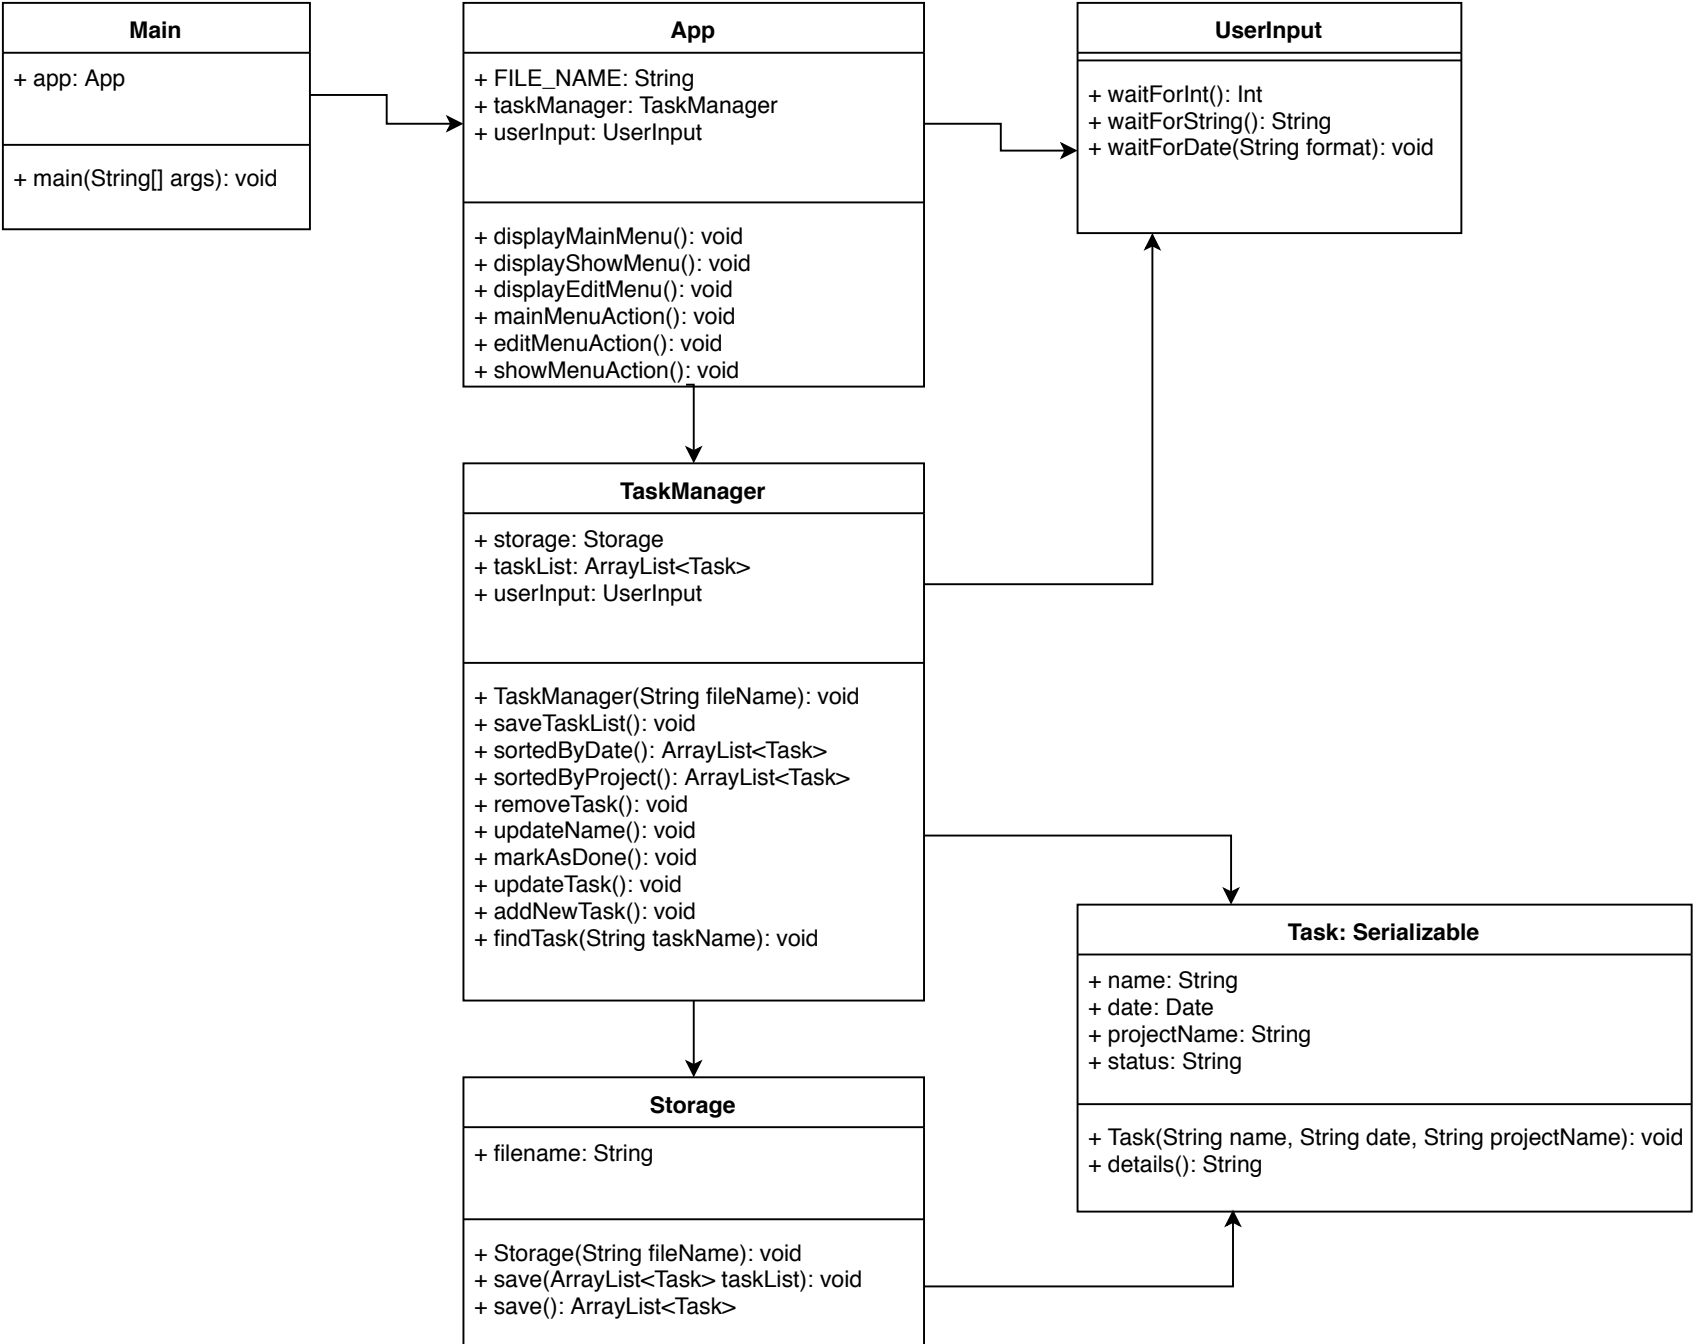 Main
+ app: App
+ main(String[] args): void
App
+ FILE_NAME: String
+ taskManager: TaskManager
+ userInput: UserInput
+ displayMainMenu(): void
+ displayShowMenu(): void
+ displayEditMenu(): void
+ mainMenuAction(): void
+ editMenuAction(): void
+ showMenuAction(): void
UserInput
+ waitForInt(): Int
+ waitForString(): String
+ waitForDate(String format): void
TaskManager
+ storage: Storage
+ taskList: ArrayList<Task>
+ userInput: UserInput
+ TaskManager(String fileName): void
+ saveTaskList(): void
+ sortedByDate(): ArrayList<Task>
+ sortedByProject(): ArrayList<Task>
+ removeTask(): void
+ updateName(): void
+ markAsDone(): void
+ updateTask(): void
+ addNewTask(): void
+ findTask(String taskName): void
Task: Serializable
+ name: String
+ date: Date
+ projectName: String
+ status: String
+ Task(String name, String date, String projectName): void
+ details(): String
Storage
+ filename: String
+ Storage(String fileName): void
+ save(ArrayList<Task> taskList): void
+ save(): ArrayList<Task>